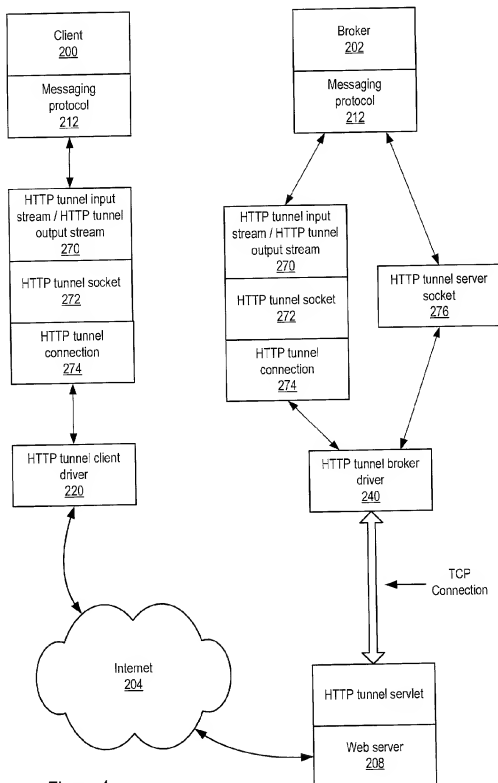 Client
200
Messaging
protocol
212
HTTP tunnel input
stream / HTTP tunnel
output stream
270
HTTP tunnel socket
272
HTTP tunnel
connection
274
HTTP tunnel client
driver
220
Internet
204
Broker
202
Messaging
protocol
212
HTTP tunnel input
stream / HTTP tunnel
output stream
270
HTTP tunnel socket
272
HTTP tunnel
connection
274
HTTP tunnel server
socket
276
HTTP tunnel broker
driver
240
TCP
Connection
HTTP tunnel servlet
Web server
208